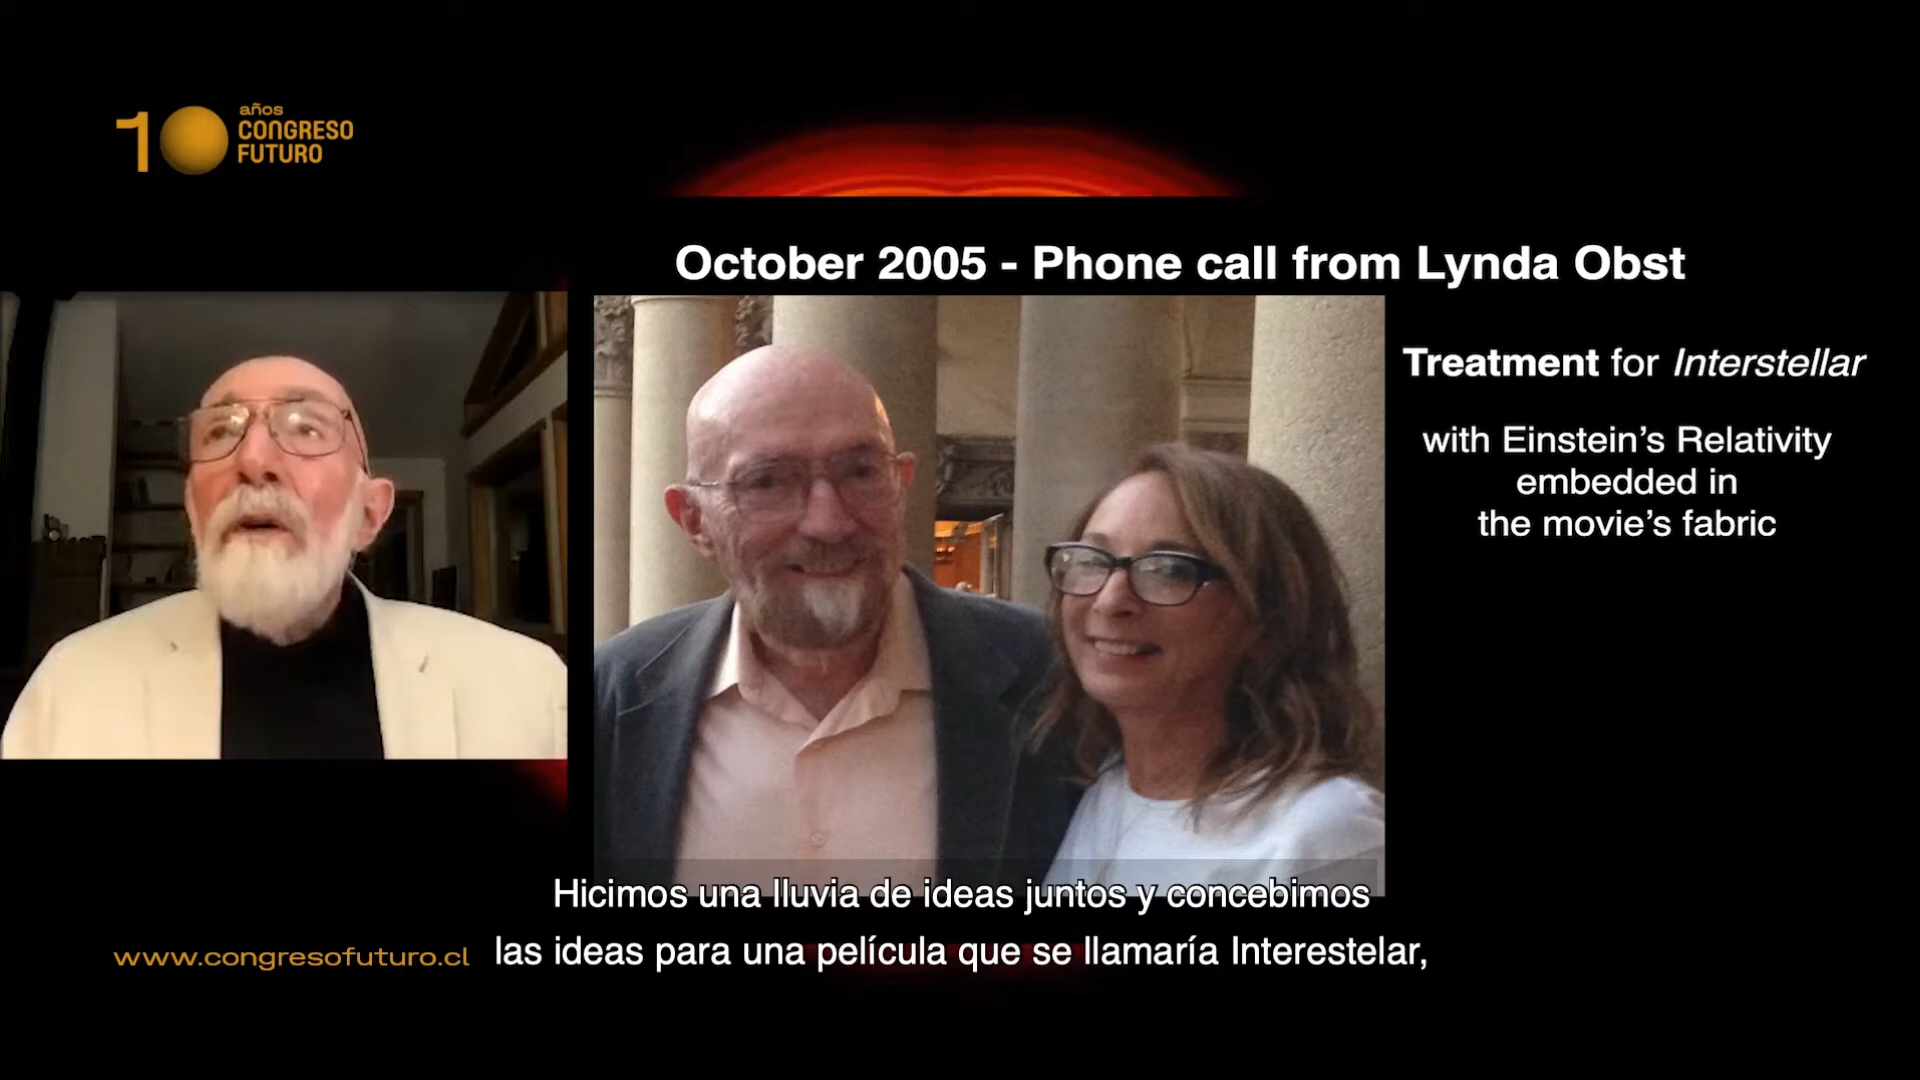 10 años
CONGRESO
FUTURO
October 2005 - Phone call from Lynda Obst
Treatment for Interstellar
with Einstein’s Relativity
embedded in
the movie’s fabric
Hicimos una lluvia de ideas juntos y concebimos
las ideas para una película que se llamaría Interestelar,
www.congresofuturo.cl